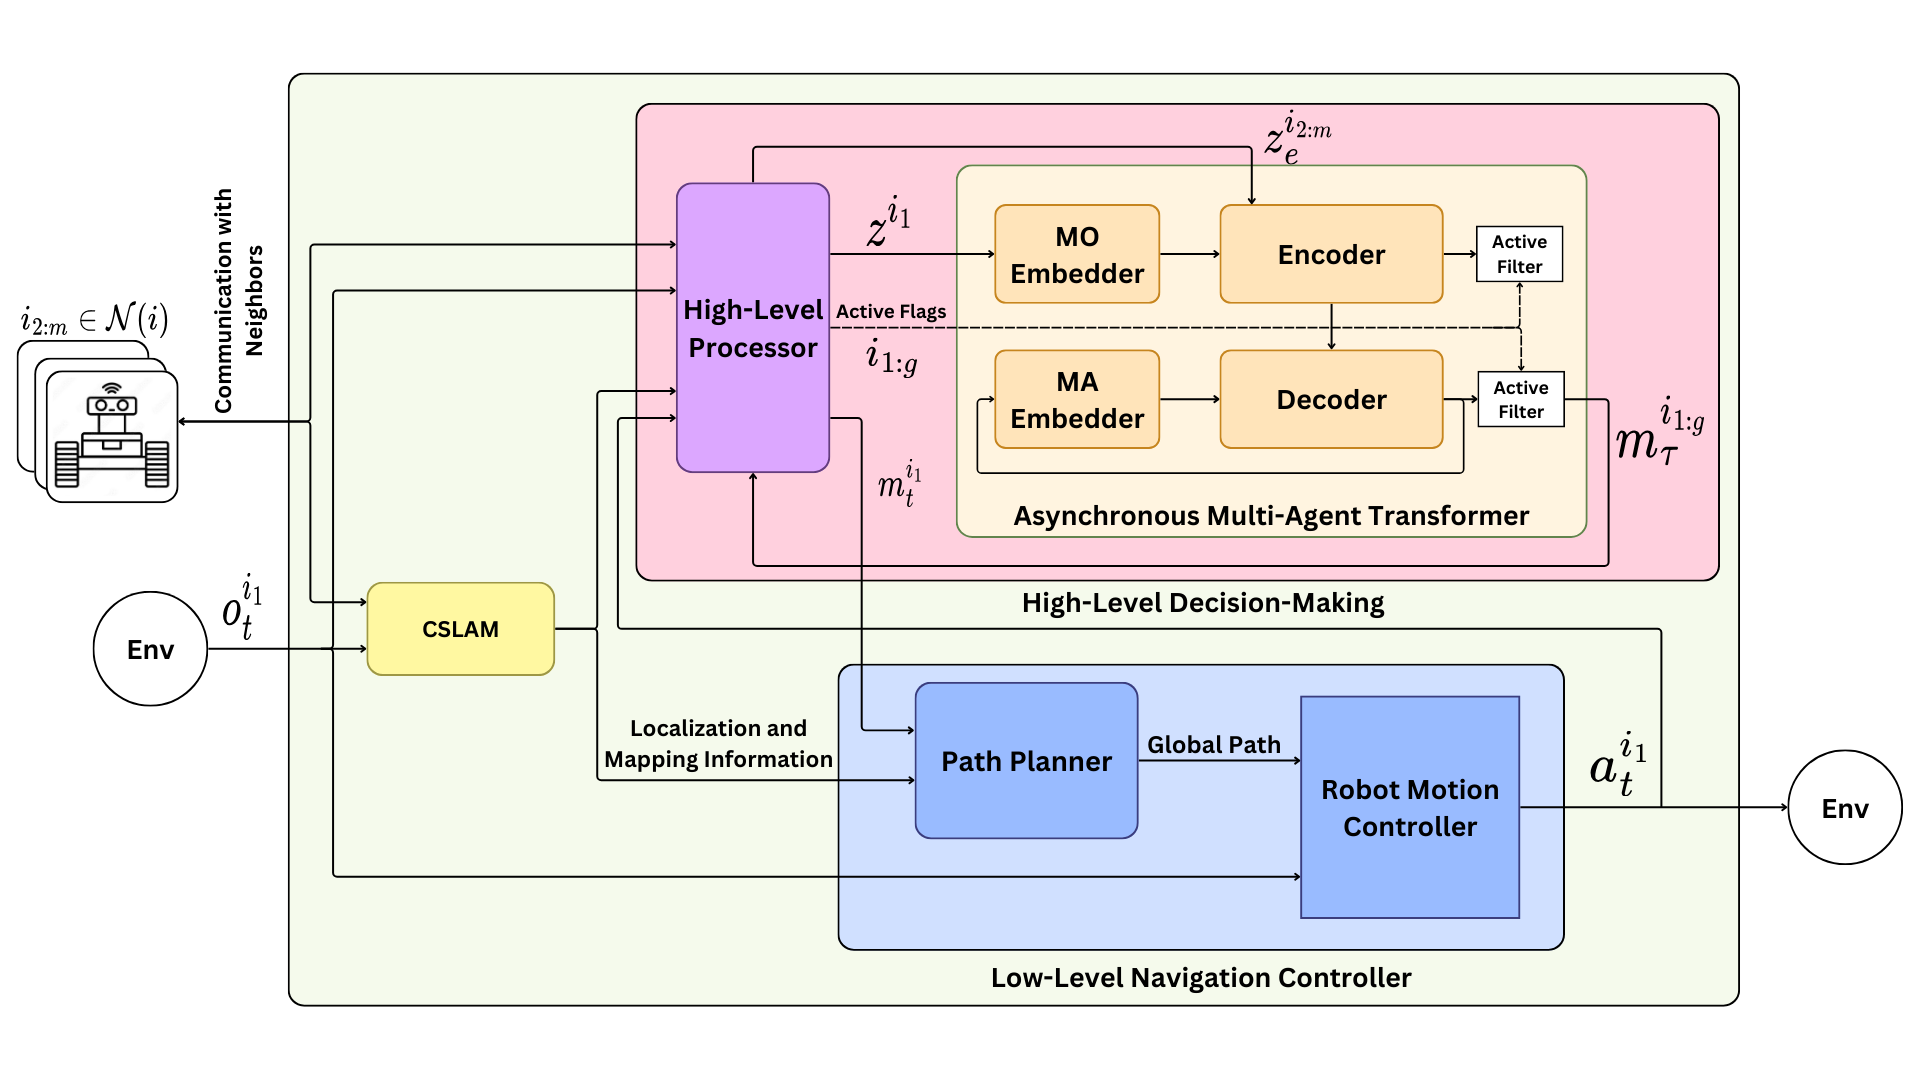 Communication with
Neighbors
$i_{2:m} \in \mathcal{N}(i)$
Env
$o_t^{i_1}$
CSLAM
High-Level
Processor
$z_e^{i_{2:m}}$
$z^{i_1}$
Active Flags
$i_{1:g}$
$m_t^{i_1}$
MO
Embedder
Encoder
Active
Filter
MA
Embedder
Decoder
Active
Filter
$m_\tau^{i_{1:g}}$
Asynchronous Multi-Agent Transformer
High-Level Decision-Making
Localization and
Mapping Information
Path Planner
Global Path
Robot Motion
Controller
$a_t^{i_1}$
Env
Low-Level Navigation Controller